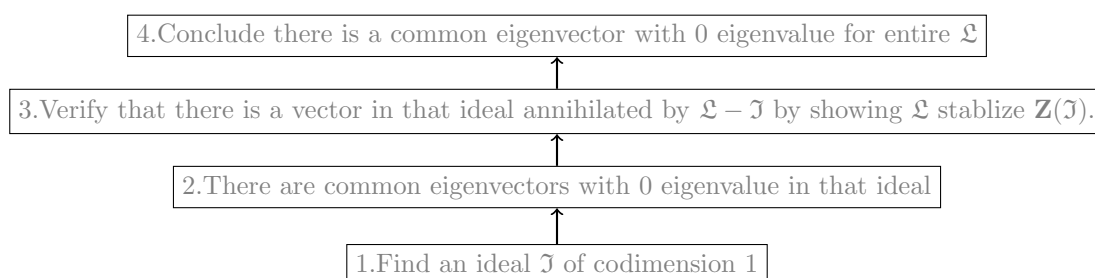 4.Conclude there is a common eigenvector with 0 eigenvalue for entire 𝔏
3.Verify that there is a vector in that ideal annihilated by 𝔏 − ℑ by showing 𝔏 stablize 𝐙(ℑ).
2.There are common eigenvectors with 0 eigenvalue in that ideal
1.Find an ideal ℑ of codimension 1